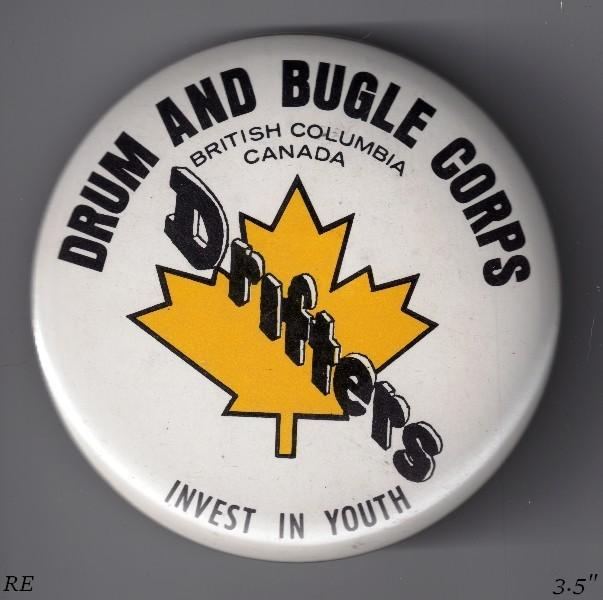 DRUM AND BUGLE CORPS
BRITISH COLUMBIA
CANADA
Drifters
INVEST IN YOUTH
RE
3.5"